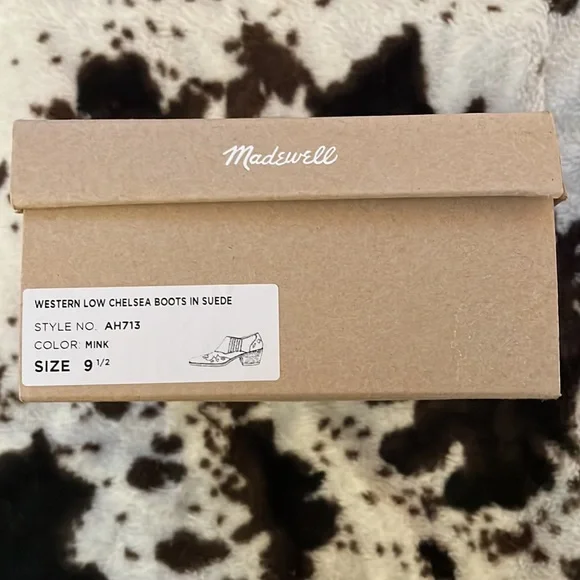 Madewell
WESTERN LOW CHELSEA BOOTS IN SUEDE
STYLE NO. AH713
COLOR: MINK
SIZE 9 1/2